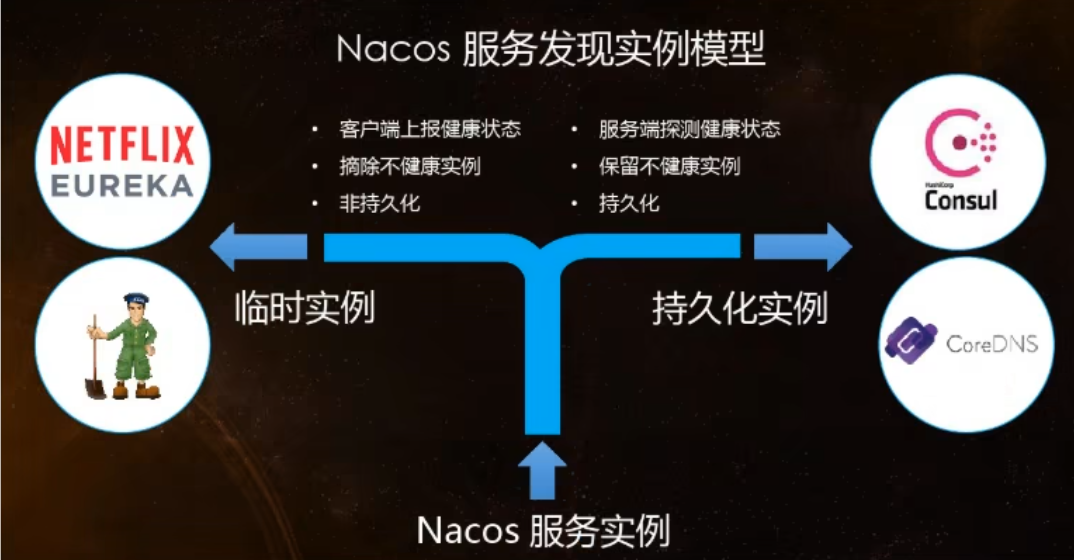 Nacos 服务发现实例模型
NETFLIX
EUREKA
• 客户端上报健康状态
• 摘除不健康实例
• 非持久化
• 服务端探测健康状态
• 保留不健康实例
• 持久化
HashiCorp
Consul
临时实例
持久化实例
CoreDNS
Nacos 服务实例